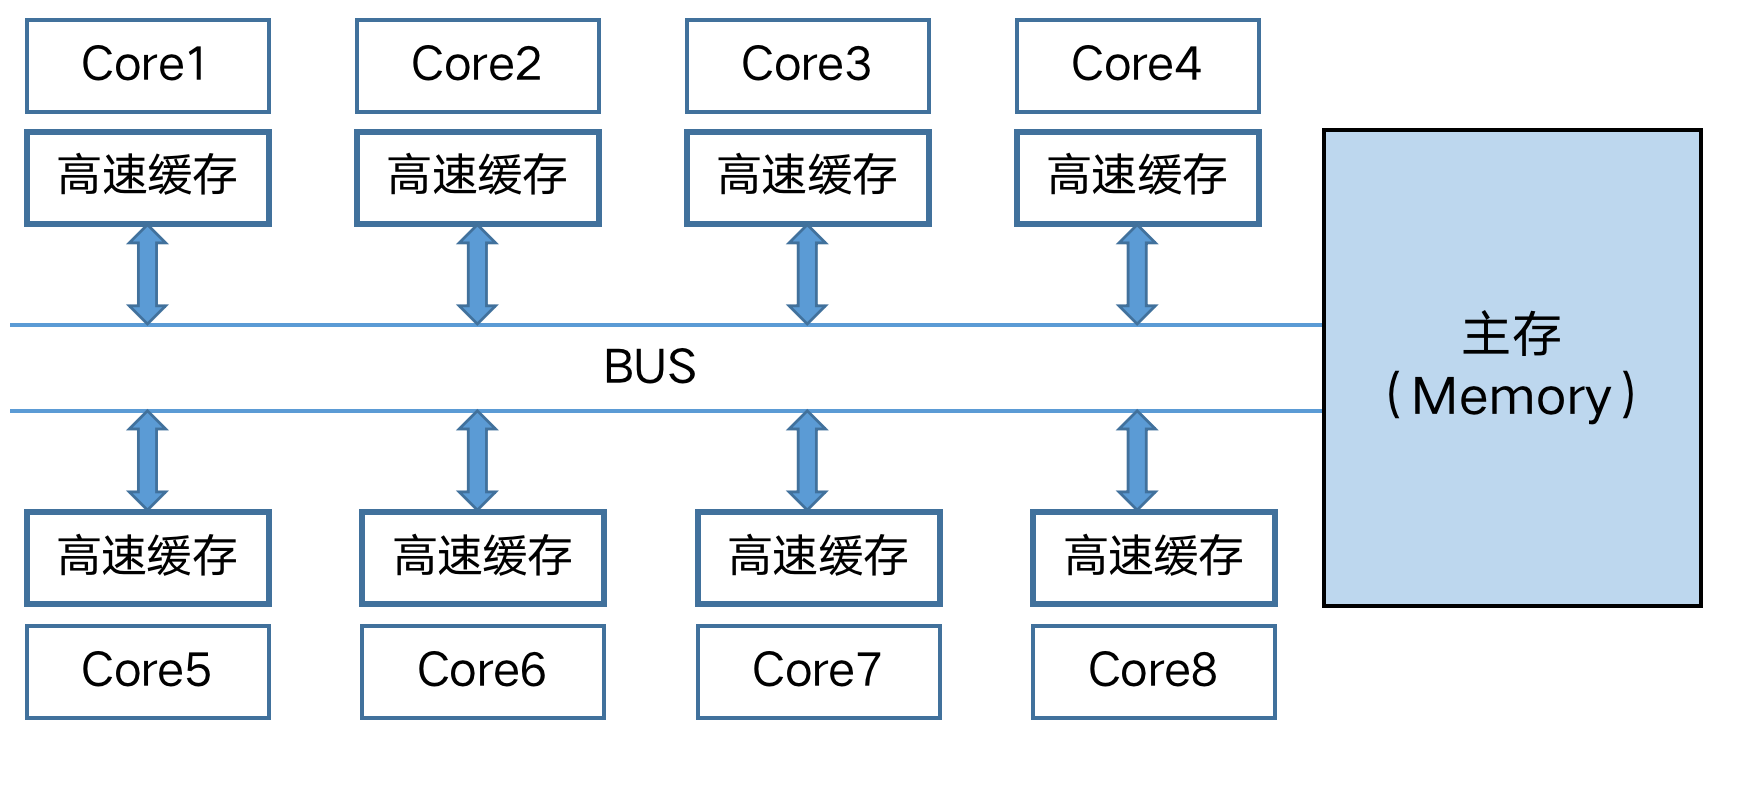 Core1
Core2
Core3
Core4
高速缓存
高速缓存
高速缓存
高速缓存
BUS
主存
(Memory)
高速缓存
高速缓存
高速缓存
高速缓存
Core5
Core6
Core7
Core8